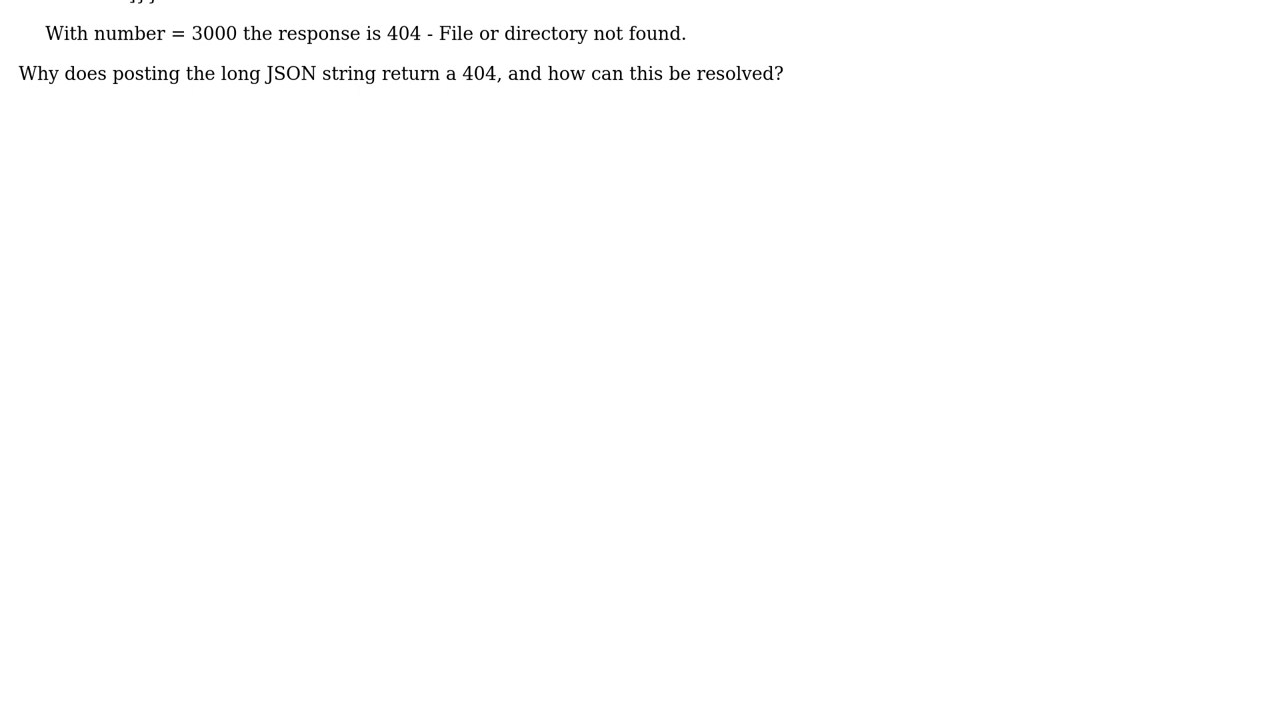 With number = 3000 the response is 404 - File or directory not found.
Why does posting the long JSON string return a 404, and how can this be resolved?